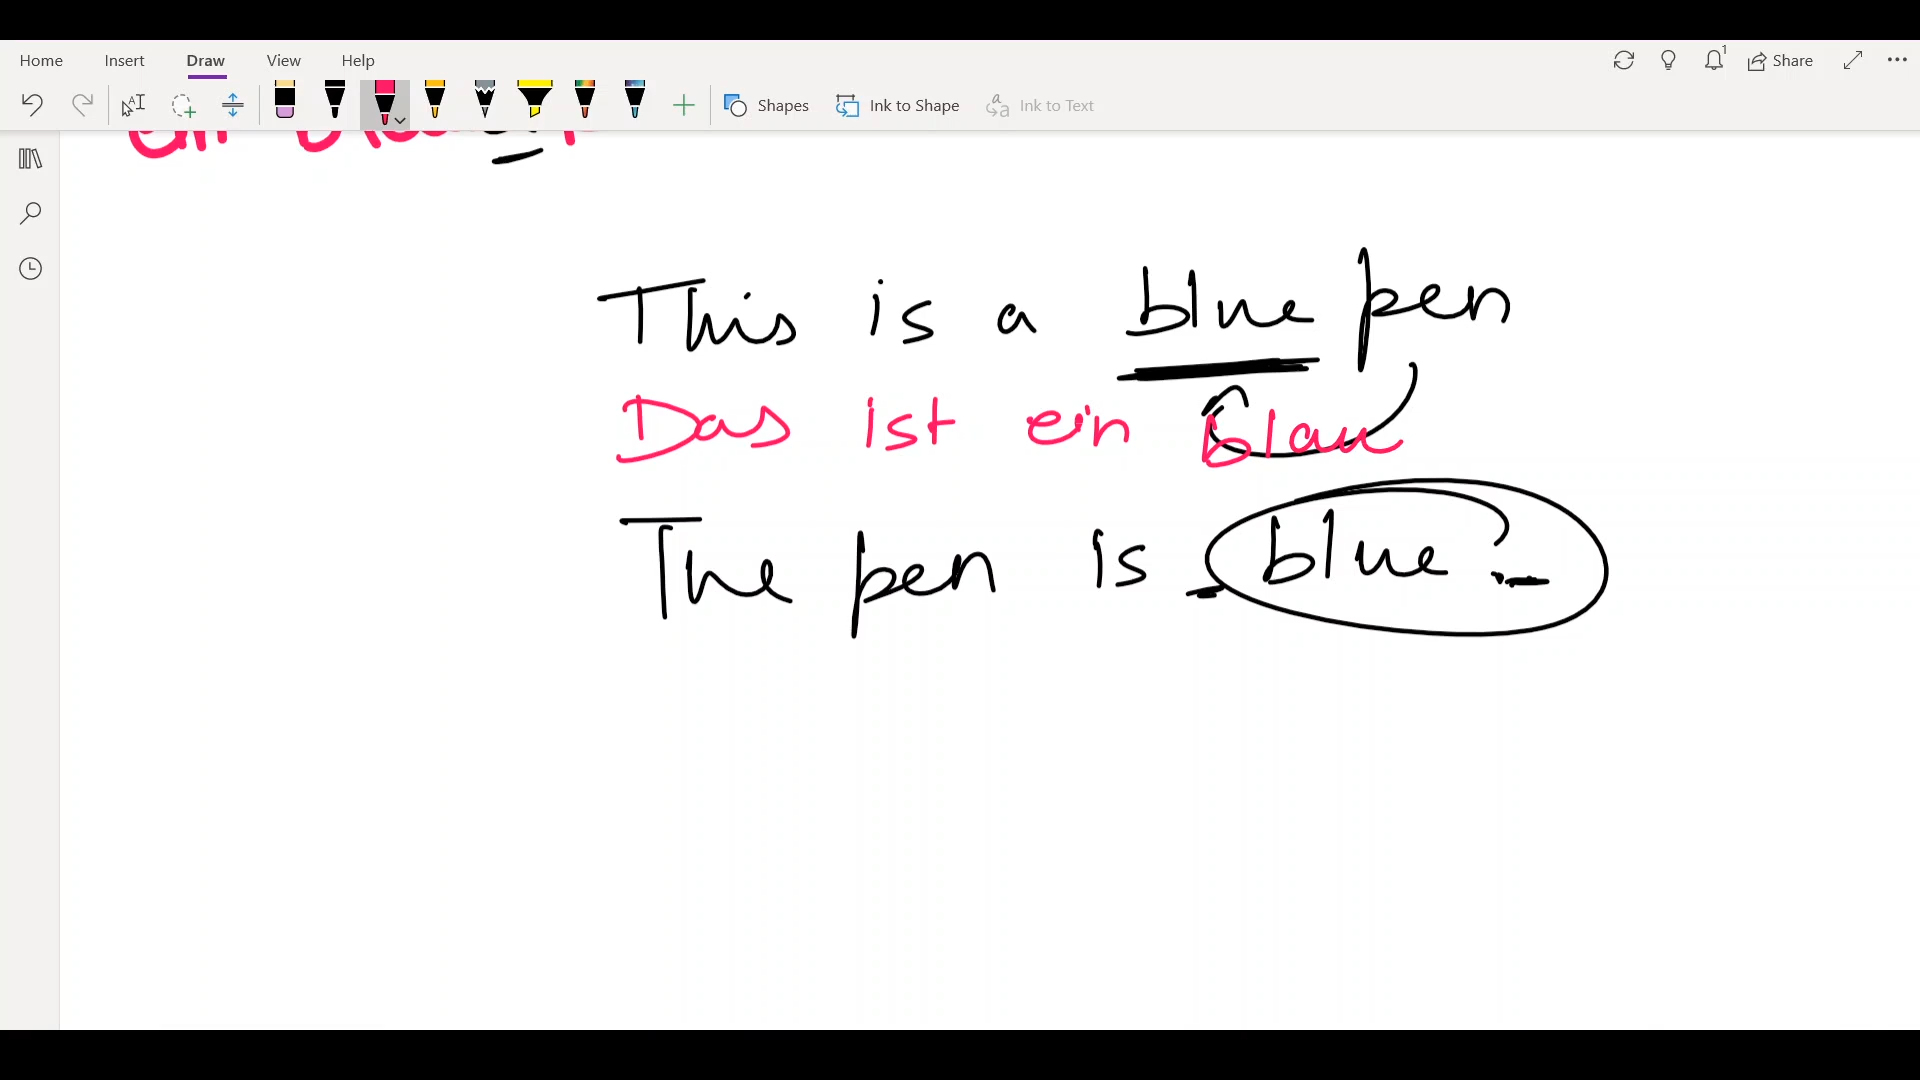 Home Insert Draw View Help
1 Share
Shapes Ink to Shape Ink to Text
This is a blue pen
Das ist ein blau
The pen is blue.